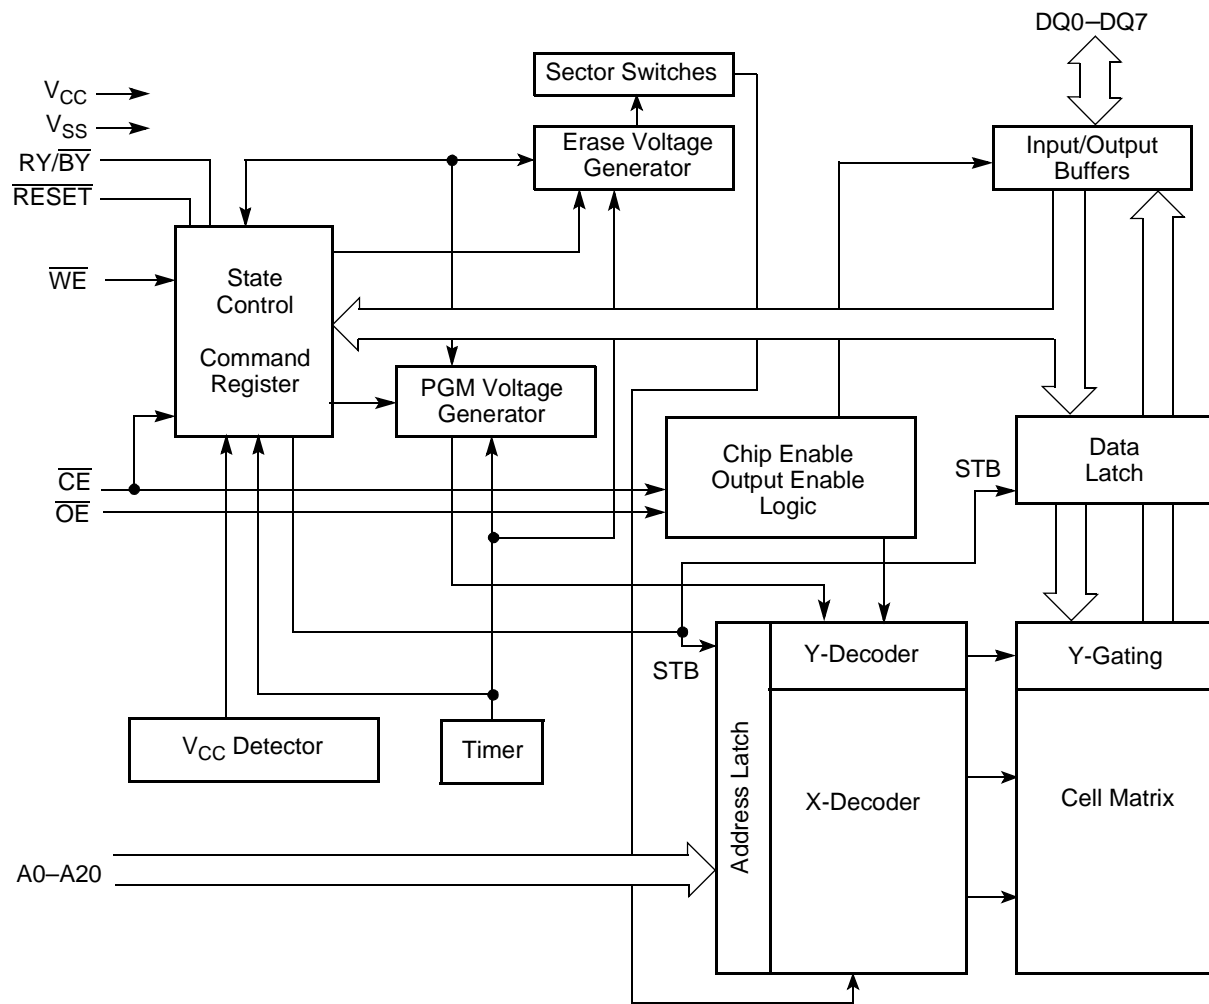 DQ0–DQ7
Sector Switches
VCC
VSS
RY/BY
RESET
Erase Voltage
Generator
Input/Output
Buffers
WE
State
Control
Command
Register
PGM Voltage
Generator
Chip Enable
Output Enable
Logic
STB
Data
Latch
CE
OE
STB
Y-Decoder
Y-Gating
VCC Detector
Timer
Address Latch
X-Decoder
Cell Matrix
A0–A20